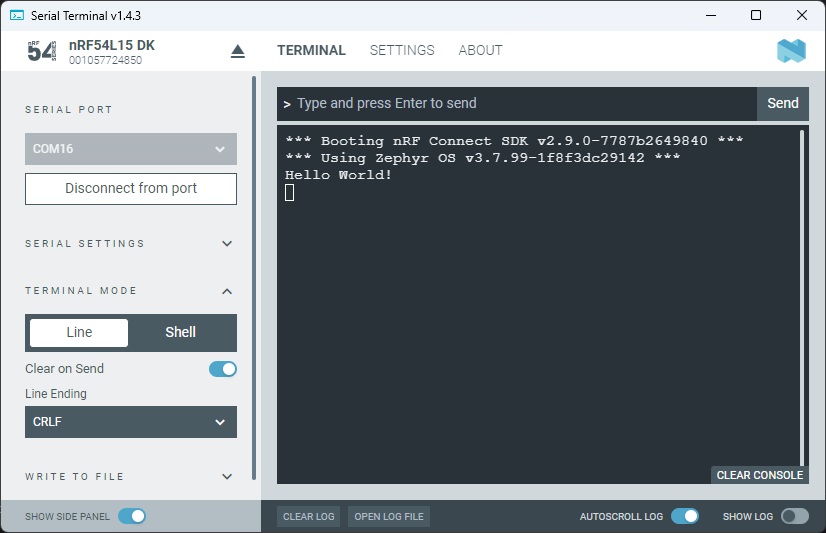 Serial Terminal v1.4.3
nRF 54 SERIES
nRF54L15 DK
001057724850
TERMINAL SETTINGS ABOUT
SERIAL PORT
COM16
Disconnect from port
SERIAL SETTINGS
TERMINAL MODE
Line Shell
Clear on Send
Line Ending
CRLF
WRITE TO FILE
SHOW SIDE PANEL
> Type and press Enter to send Send
*** Booting nRF Connect SDK v2.9.0-7787b2649840 ***
*** Using Zephyr OS v3.7.99-1f8f3dc29142 ***
Hello World!
CLEAR CONSOLE
CLEAR LOG OPEN LOG FILE AUTOSCROLL LOG SHOW LOG